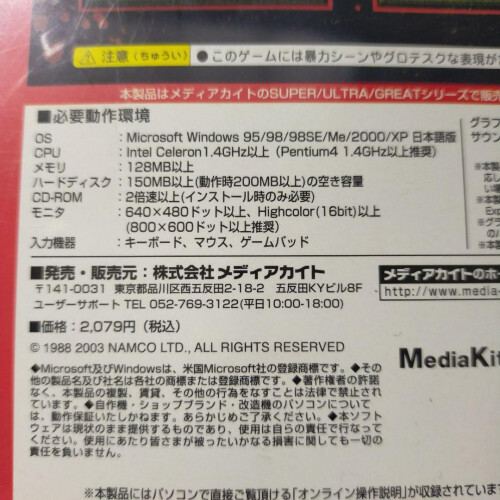 注意(ちゅうい) ●このゲームには暴力シーンやグロテスクな表現が
本製品はメディアカイトのSUPER/ULTRA/GREATシリーズで販売
■必要動作環境
OS :Microsoft Windows 95/98/98SE/Me/2000/XP 日本語版
CPU :Intel Celeron1.4GHz以上(Pentium4 1.4GHz以上推奨)
メモリ :128MB以上
ハードディスク :150MB以上(動作時200MB以上)の空き容量
CD-ROM :2倍速以上(インストール時のみ必要)
モニタ :640×480ドット以上、Highcolor(16bit)以上
(800×600ドット以上推奨)
入力機器 :キーボード、マウス、ゲームパッド
グラフ
サウン
■発売・販売元:株式会社メディアカイト
〒141-0031 東京都品川区西五反田2-18-2 五反田KYビル8F
ユーザーサポート TEL 052-769-3122(平日10:00-18:00)
メディアカイトのホー
http://www.media-
■価格:2,079円(税込)
© 1988 2003 NAMCO LTD., ALL RIGHTS RESERVED
MediaKit
◆Microsoft及びWindowsは、米国Microsoft社の登録商標です。◆その
他の製品名及び社名は各社の商標または登録商標です。◆著作権者の許諾
なく、本製品の複製、賃貸、その他の行為をなすことは法律で禁止され
ています。◆自作機・ショップブランド・改造機のパソコンについて
は、動作保証いたしかねます。あらかじめご了承ください。◆本ソフト
ウェアは現状のまま提供するものであり、使用は自らの責任で行なって
ください。使用にあたり皆さまが被ったいかなる損害に関しても一切の
責任を負いません。
※本製品にはパソコンで直接ご覧頂ける「オンライン操作説明」が収録されていま